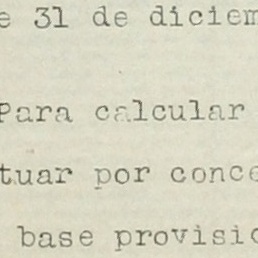 e 31 de diciem
Para calcular
tuar por conce
base provisio